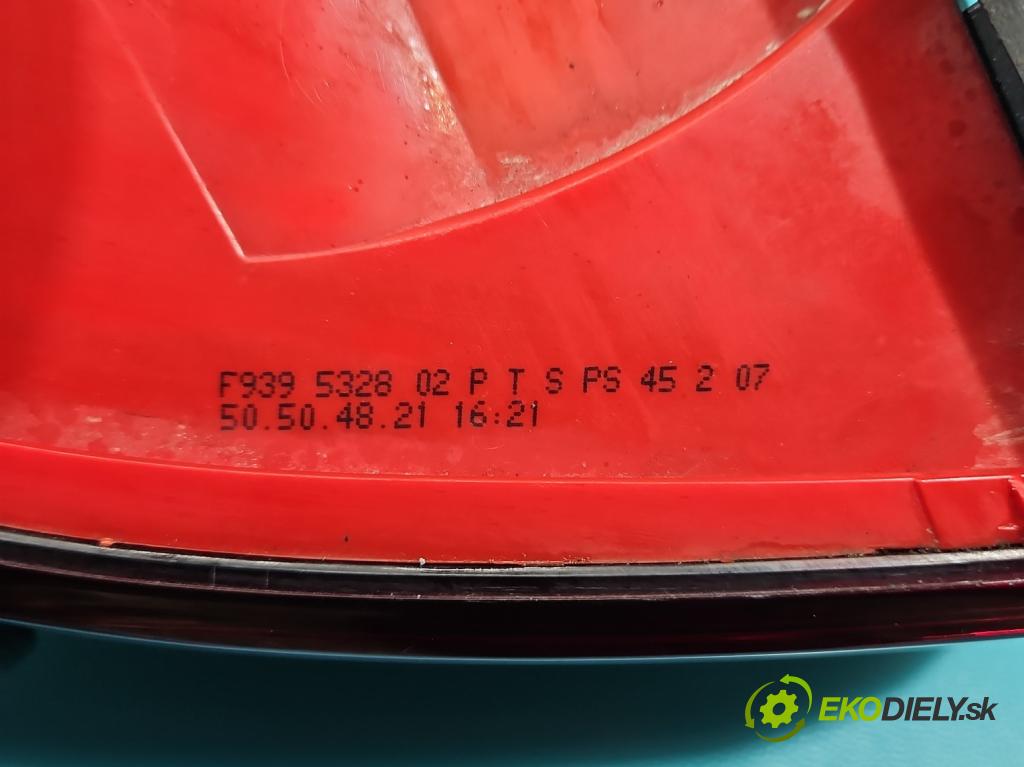 F939 5328 02 P T S PS 45 2 07
50.50.48.21 16:21
EKODIELY.sk